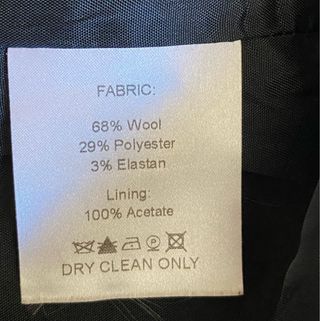 FABRIC:
68% Wool
29% Polyester
3% Elastan
Lining:
100% Acetate
DRY CLEAN ONLY